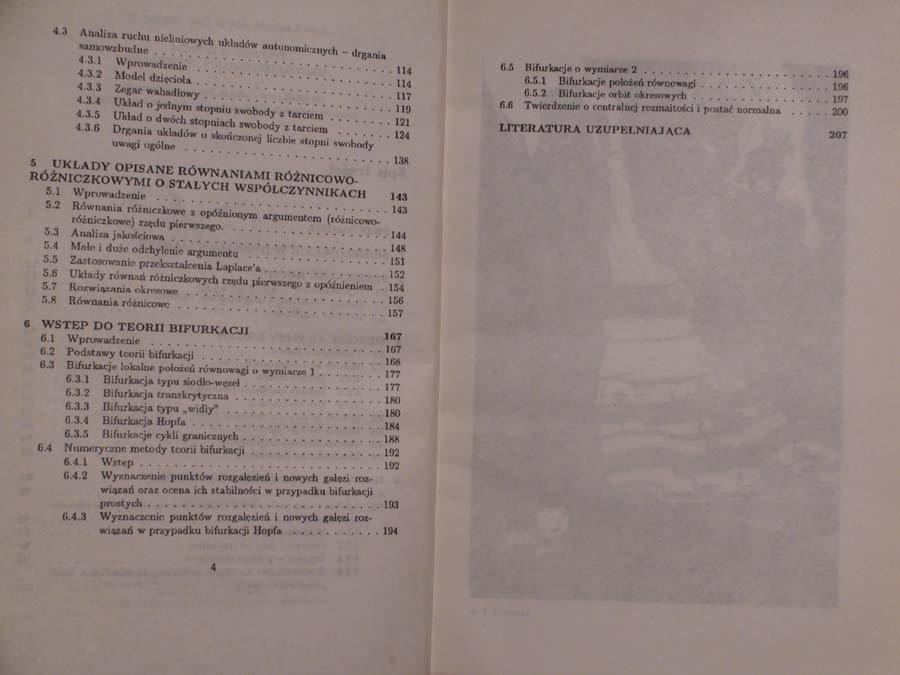 4.3 Analiza ruchu nieliniowych układów autonomicznych – drgania
samowzbudne . . . . . . . . . . . . . . . . . . . . . . . 114
4.3.1 Wprowadzenie . . . . . . . . . . . . . . . . . . . 114
4.3.2 Model dzięcioła . . . . . . . . . . . . . . . . . . . 117
4.3.3 Zegar wahadłowy . . . . . . . . . . . . . . . . . . 119
4.3.4 Układ o jednym stopniu swobody z tarciem . . . . . . . . 121
4.3.5 Układ o dwóch stopniach swobody z tarciem . . . . . . . 124
4.3.6 Drgania układów o skończonej liczbie stopni swobody
uwagi ogólne . . . . . . . . . . . . . . . . . . . . 138
5 UKŁADY OPISANE RÓWNANIAMI RÓŻNICOWO-
RÓŻNICZKOWYMI O STAŁYCH WSPÓŁCZYNNIKACH 143
5.1 Wprowadzenie . . . . . . . . . . . . . . . . . . . . . . 143
5.2 Równania różniczkowe z opóźnionym argumentem (różnicowo-
różniczkowe) rzędu pierwszego. . . . . . . . . . . . . . . . 144
5.3 Analiza jakościowa . . . . . . . . . . . . . . . . . . . . 148
5.4 Małe i duże odchylenie argumentu . . . . . . . . . . . . . 151
5.5 Zastosowanie przekształcenia Laplace'a . . . . . . . . . . . 152
5.6 Układy równań różniczkowych rzędu pierwszego z opóźnieniem . 154
5.7 Rozwiązania okresowe . . . . . . . . . . . . . . . . . . 156
5.8 Równania różnicowe . . . . . . . . . . . . . . . . . . . 157
6 WSTĘP DO TEORII BIFURKACJI 167
6.1 Wprowadzenie . . . . . . . . . . . . . . . . . . . . . . 167
6.2 Podstawy teorii bifurkacji . . . . . . . . . . . . . . . . . 168
6.3 Bifurkacje lokalne położeń równowagi o wymiarze 1 . . . . . . . 177
6.3.1 Bifurkacja typu siodło-węzeł . . . . . . . . . . . . . . 177
6.3.2 Bifurkacja transkrytyczna . . . . . . . . . . . . . . . 180
6.3.3 Bifurkacja typu „widły" . . . . . . . . . . . . . . . . 180
6.3.4 Bifurkacja Hopfa . . . . . . . . . . . . . . . . . . . 184
6.3.5 Bifurkacje cykli granicznych . . . . . . . . . . . . . . 188
6.4 Numeryczne metody teorii bifurkacji . . . . . . . . . . . . . 192
6.4.1 Wstęp . . . . . . . . . . . . . . . . . . . . . . . . 192
6.4.2 Wyznaczenie punktów rozgałęzień i nowych gałęzi roz-
wiązań oraz ocena ich stabilności w przypadku bifurkacji
prostych . . . . . . . . . . . . . . . . . . . . . . . 193
6.4.3 Wyznaczenie punktów rozgałęzień i nowych gałęzi roz-
wiązań w przypadku bifurkacji Hopfa . . . . . . . . . . 194
4
6.5 Bifurkacje o wymiarze 2 . . . . . . . . . . . . . . . . . . 196
6.5.1 Bifurkacje położeń równowagi . . . . . . . . . . . . . 196
6.5.2 Bifurkacje orbit okresowych . . . . . . . . . . . . . . 197
6.6 Twierdzenie o centralnej rozmaitości i postać normalna . . . . . 200
LITERATURA UZUPEŁNIAJĄCA 207